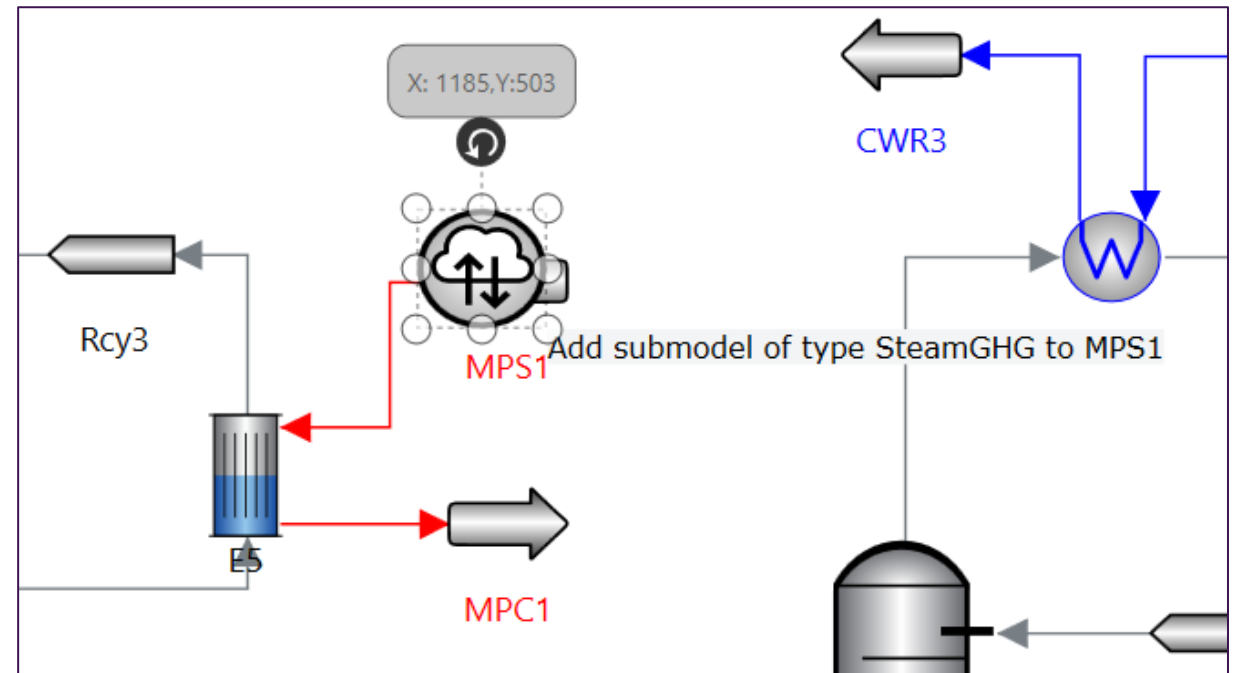 X: 1185,Y:503
CWR3
Rcy3
MPS1
Add submodel of type SteamGHG to MPS1
E5
MPC1